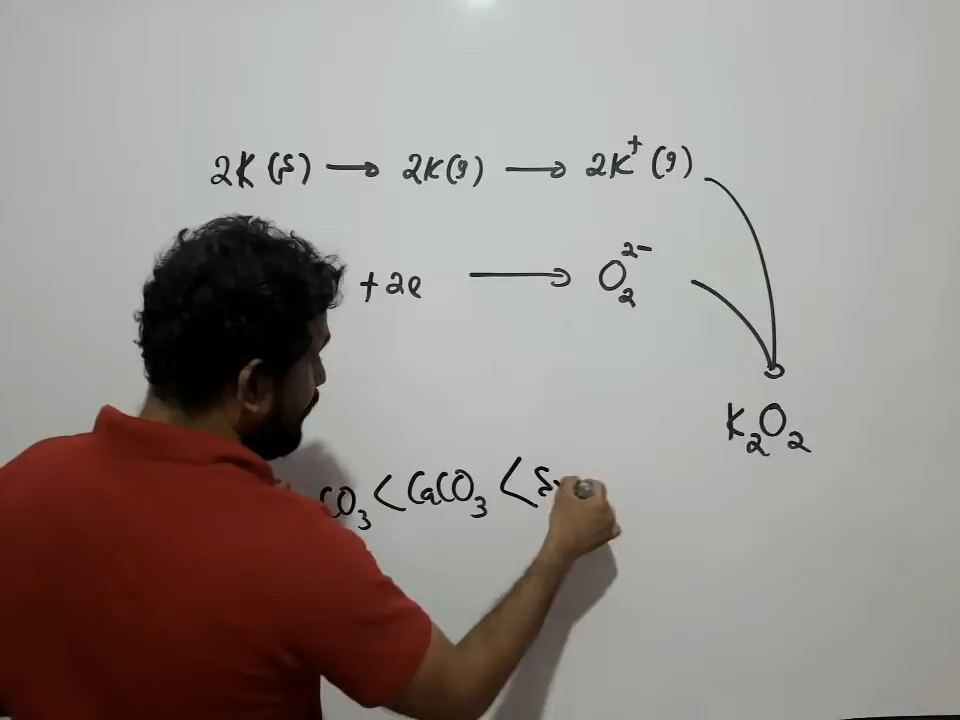 2K (s) → 2K(g) → 2K⁺ (g)
+ 2e → O₂²⁻
K₂O₂
CO₃ < CaCO₃ < S